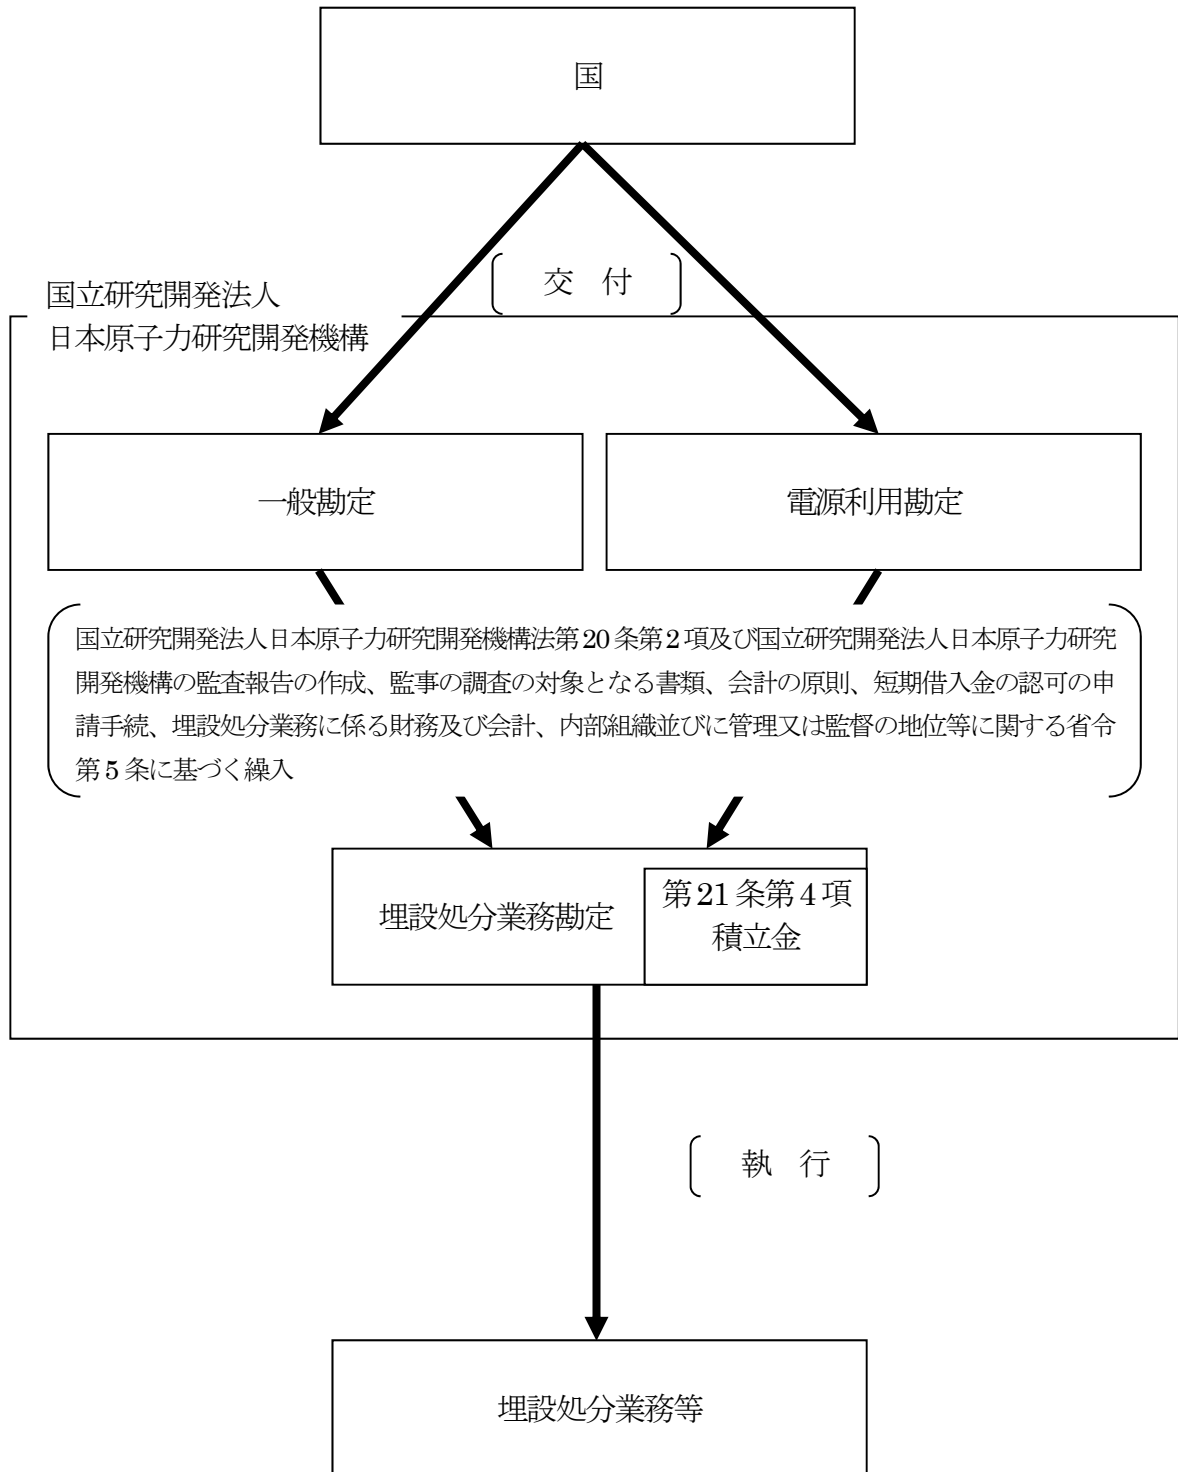 国
交　付
国立研究開発法人
日本原子力研究開発機構
一般勘定
電源利用勘定
国立研究開発法人日本原子力研究開発機構法第20条第2項及び国立研究開発法人日本原子力研究
開発機構の監査報告の作成、監事の調査の対象となる書類、会計の原則、短期借入金の認可の申
請手続、埋設処分業務に係る財務及び会計、内部組織並びに管理又は監督の地位等に関する省令
第5条に基づく繰入
埋設処分業務勘定
第21条第4項
積立金
執　行
埋設処分業務等